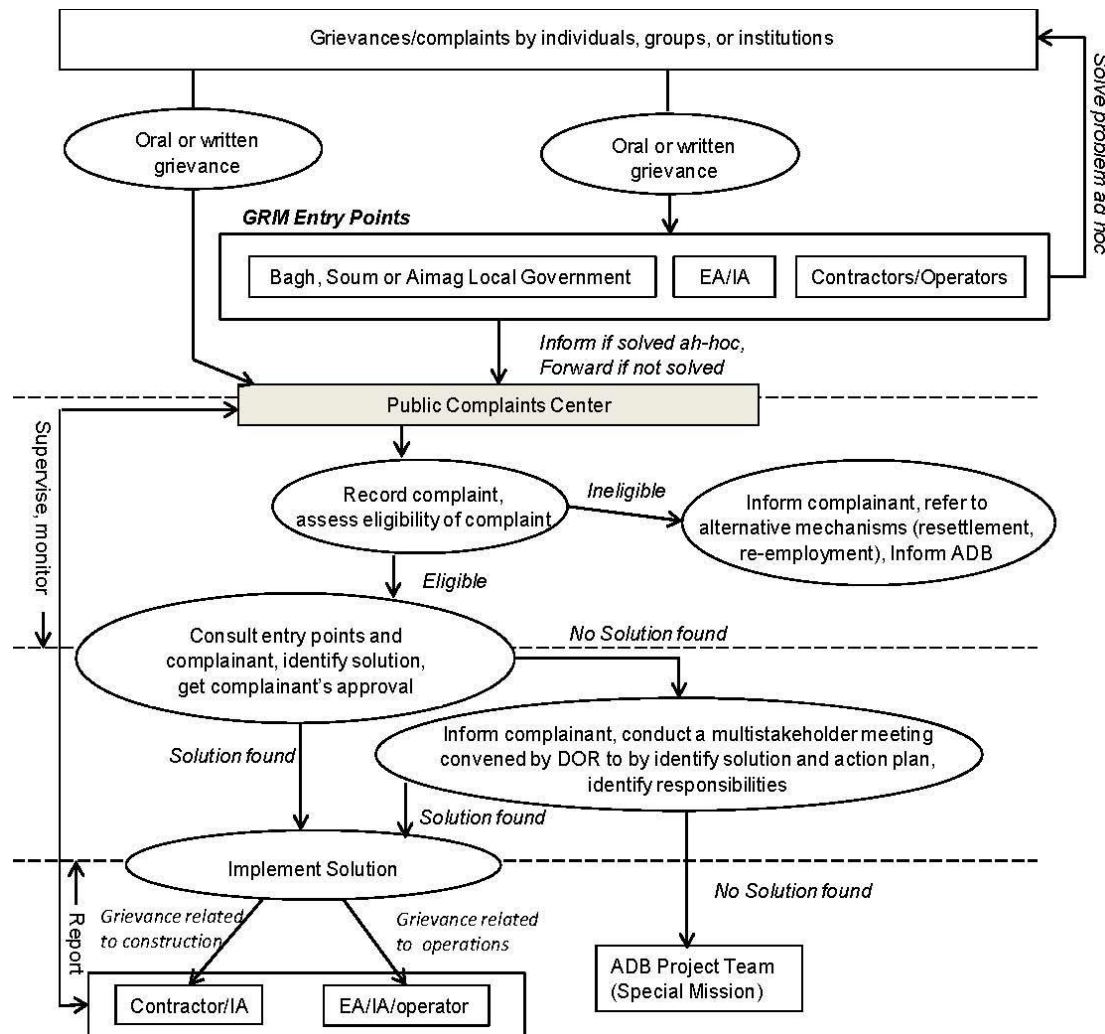 Grievances/complaints by individuals, groups, or institutions
Solve problem ad hoc
Oral or written
grievance
Oral or written
grievance
GRM Entry Points
Bagh, Soum or Aimag Local Government
EA/IA
Contractors/Operators
Inform if solved ah-hoc,
Forward if not solved
Public Complaints Center
Supervise, monitor
Record complaint,
assess eligibility of complaint
Ineligible
Inform complainant, refer to
alternative mechanisms (resettlement,
re-employment), Inform ADB
Eligible
Consult entry points and
complainant, identify solution,
get complainant's approval
No Solution found
Solution found
Inform complainant, conduct a multistakeholder meeting
convened by DOR to by identify solution and action plan,
identify responsibilities
Solution found
Implement Solution
No Solution found
Report
Grievance related
to construction
Grievance related
to operations
Contractor/IA
EA/IA/operator
ADB Project Team
(Special Mission)